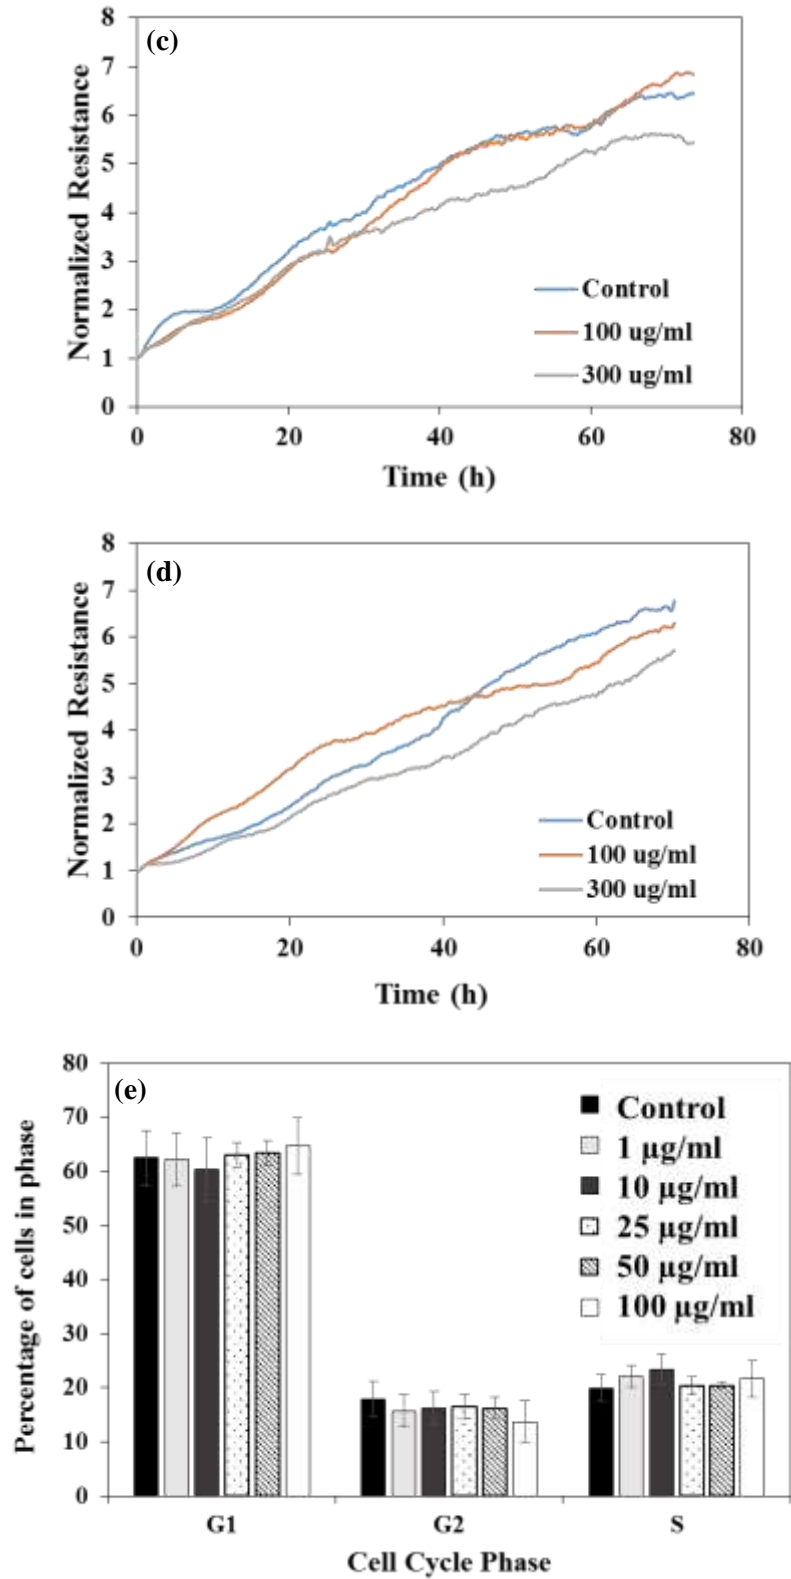 (c)
8
7
6
5
4
3
2
1
0
Normalized Resistance
Control
100 ug/ml
300 ug/ml
0 20 40 60 80
Time (h)
(d)
8
7
6
5
4
3
2
1
0
Normalized Resistance
Control
100 ug/ml
300 ug/ml
0 20 40 60 80
Time (h)
(e)
80
70
60
50
40
30
20
10
0
Percentage of cells in phase
Control
1 µg/ml
10 µg/ml
25 µg/ml
50 µg/ml
100 µg/ml
G1 G2 S
Cell Cycle Phase